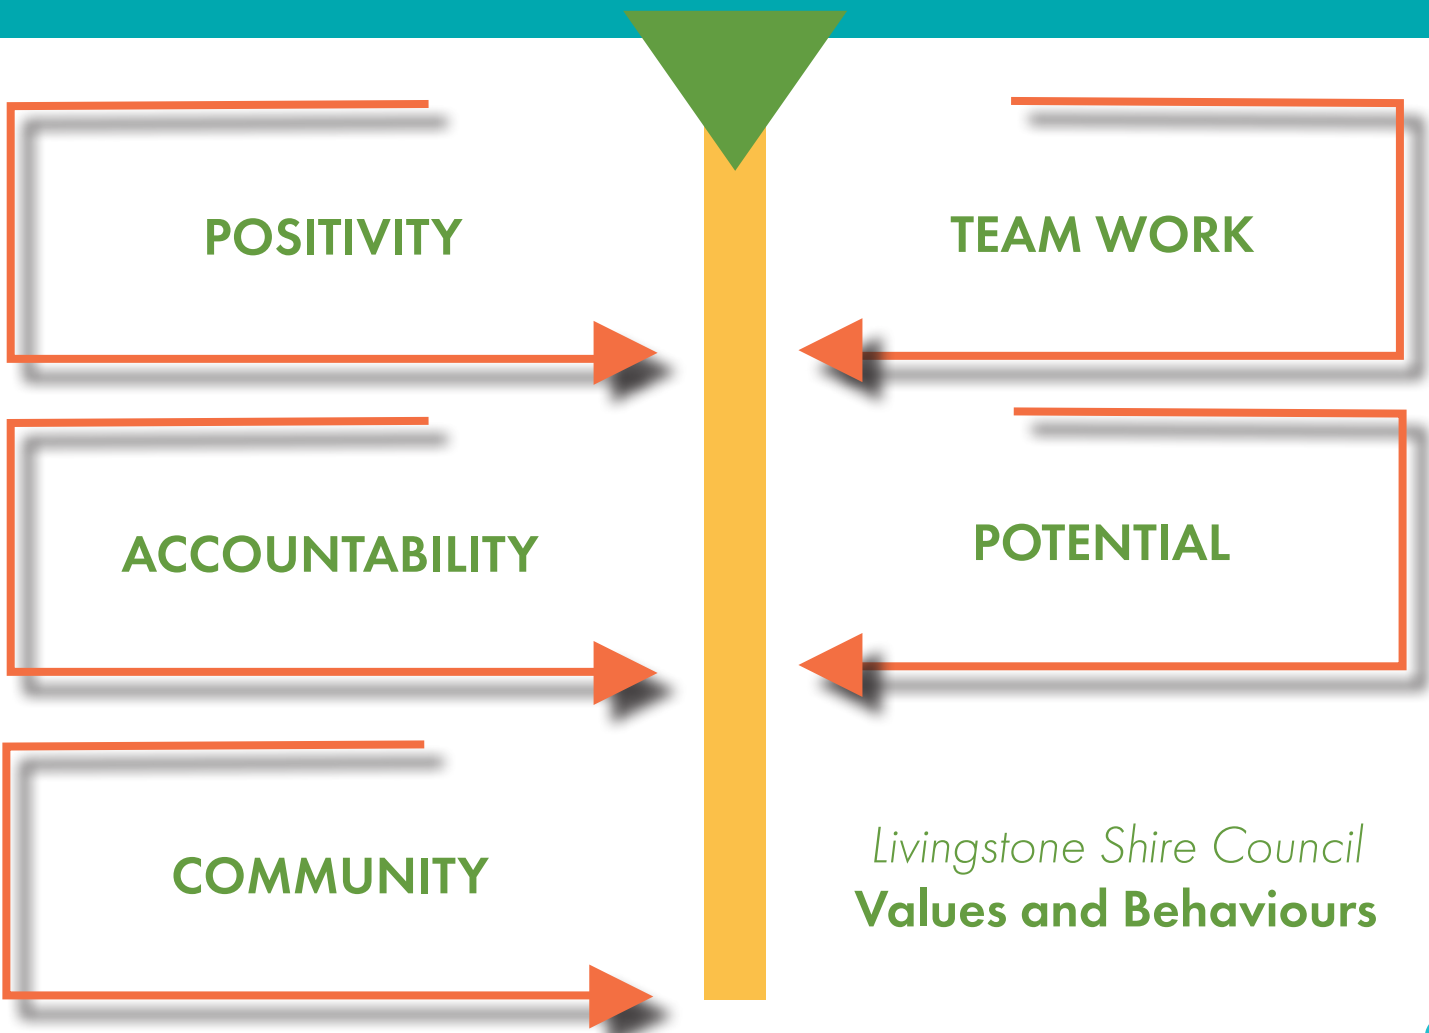 POSITIVITY
TEAM WORK
ACCOUNTABILITY
POTENTIAL
COMMUNITY
Livingstone Shire Council
Values and Behaviours